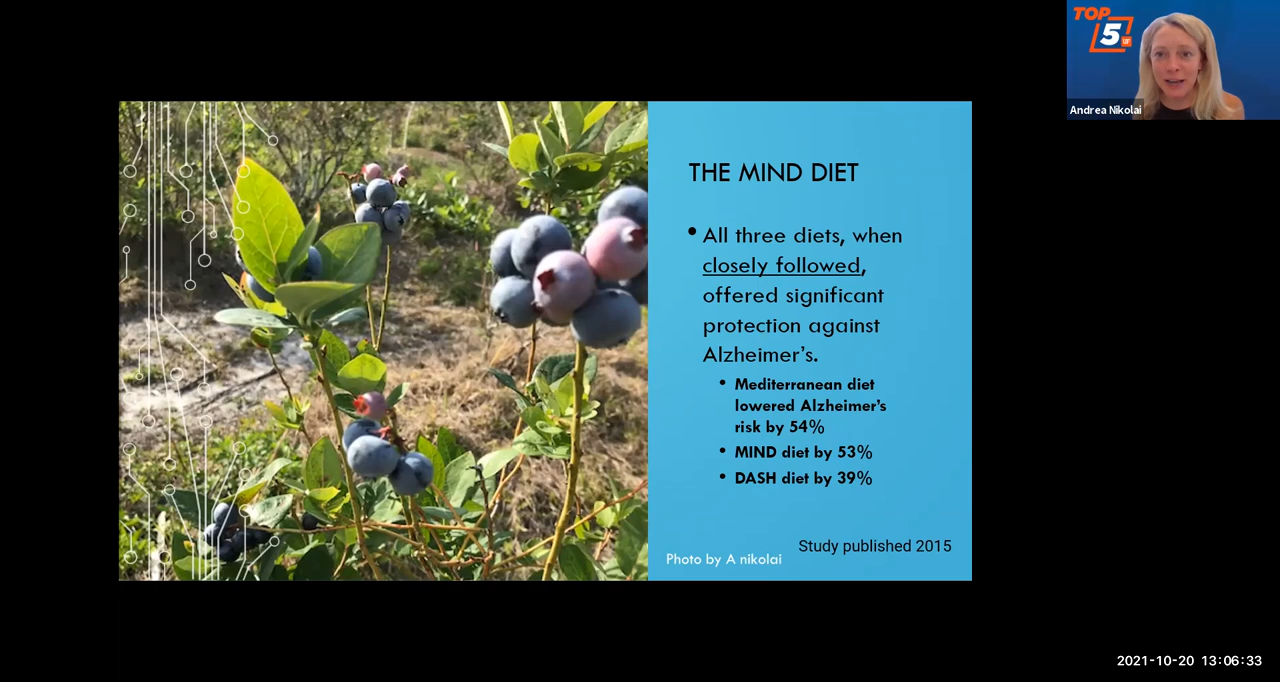 TOP
5
UF
Andrea Nikolai
THE MIND DIET
• All three diets, when
closely followed,
offered significant
protection against
Alzheimer's.
• Mediterranean diet
lowered Alzheimer's
risk by 54%
• MIND diet by 53%
• DASH diet by 39%
Study published 2015
Photo by A nikolai
2021-10-20 13:06:33